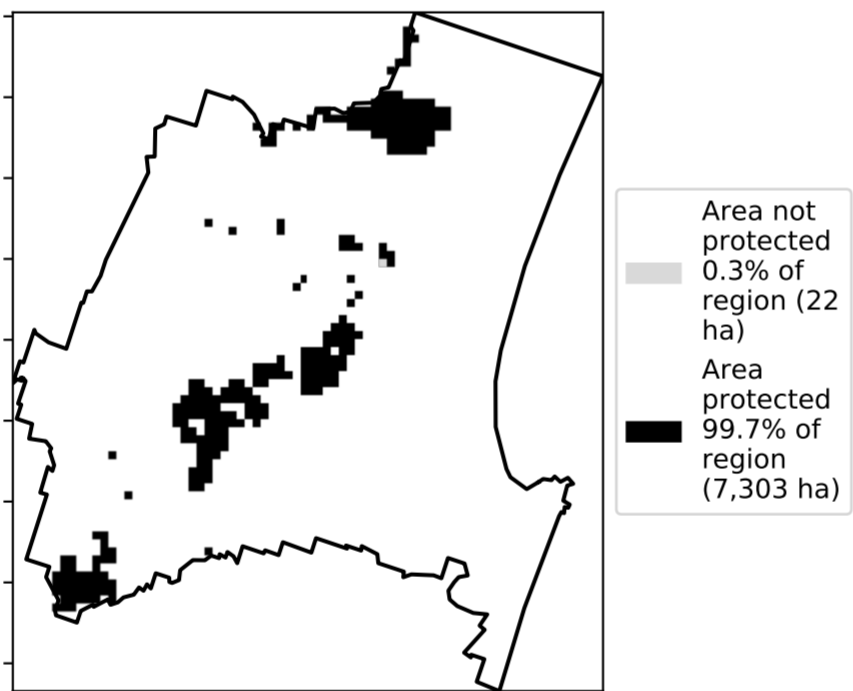 Area not
protected
0.3% of
region (22
ha)
Area
protected
99.7% of
region
(7,303 ha)